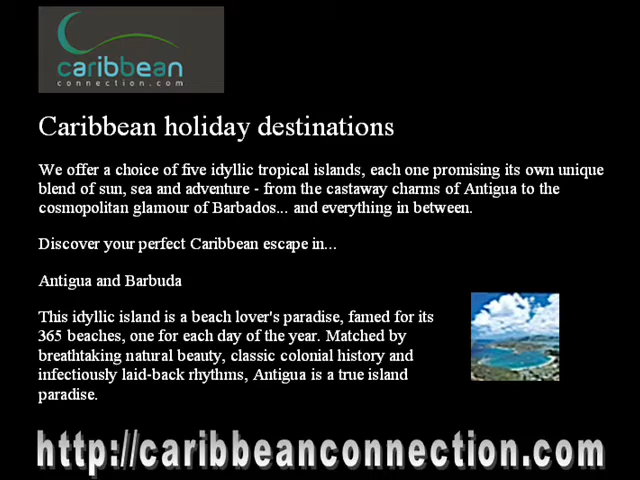 caribbean
connection.com
Caribbean holiday destinations
We offer a choice of five idyllic tropical islands, each one promising its own unique
blend of sun, sea and adventure - from the castaway charms of Antigua to the
cosmopolitan glamour of Barbados... and everything in between.
Discover your perfect Caribbean escape in...
Antigua and Barbuda
This idyllic island is a beach lover's paradise, famed for its
365 beaches, one for each day of the year. Matched by
breathtaking natural beauty, classic colonial history and
infectiously laid-back rhythms, Antigua is a true island
paradise.
http://caribbeanconnection.com